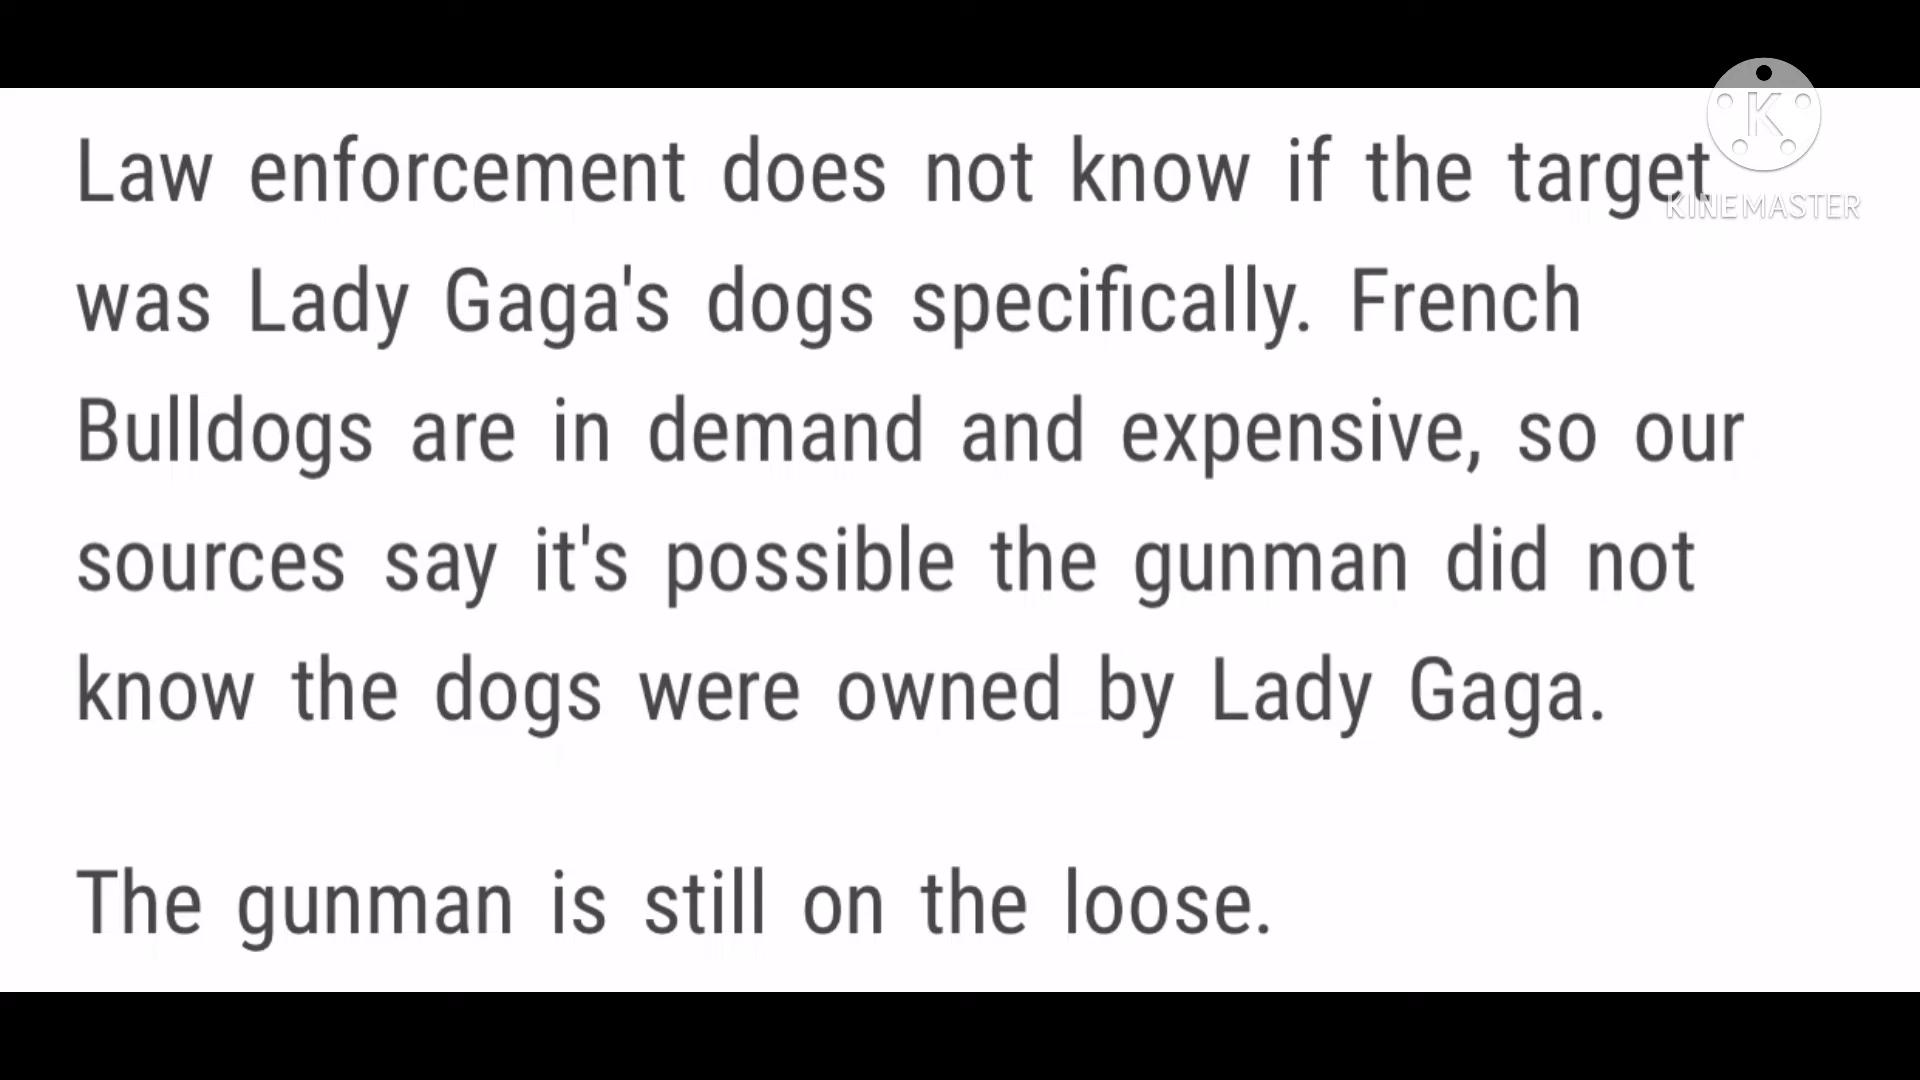 K
KINEMASTER
Law enforcement does not know if the target
was Lady Gaga's dogs specifically. French
Bulldogs are in demand and expensive, so our
sources say it's possible the gunman did not
know the dogs were owned by Lady Gaga.
The gunman is still on the loose.